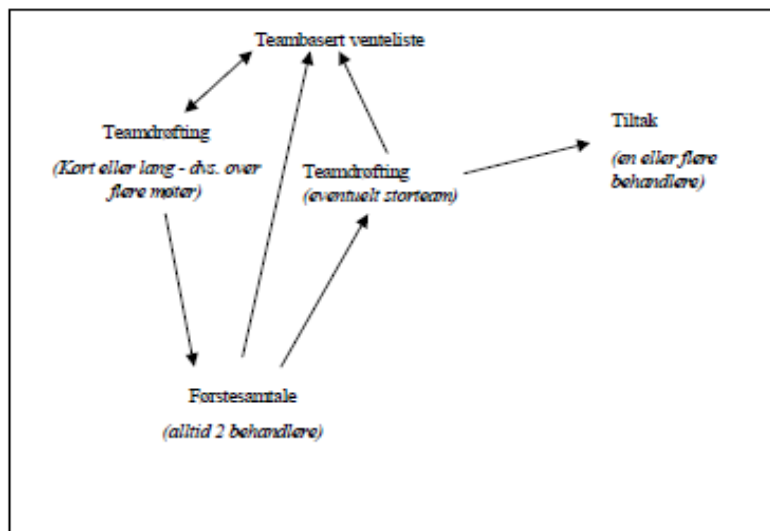 Teambasert venteliste
Teamdrøfting
(Kort eller lang - dvs. over
flere møter)
Teamdrøfting
(eventuelt storteam)
Tiltak
(en eller flere
behandlere)
Førstesamtale
(alltid 2 behandlere)